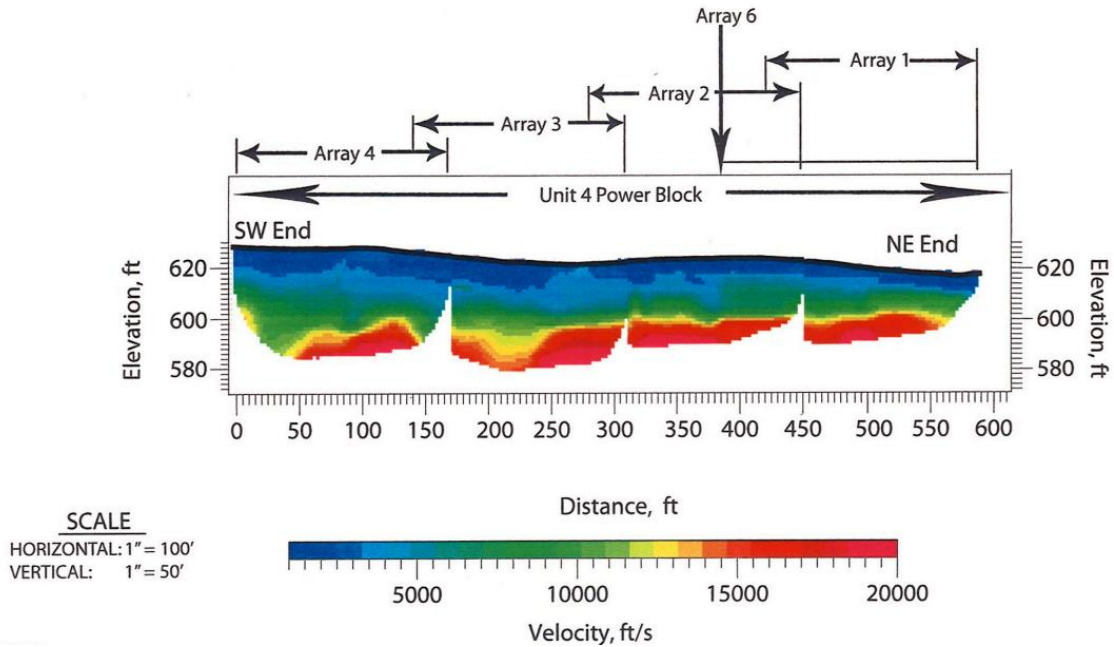 Array 6
Array 1
Array 2
Array 3
Array 4
Unit 4 Power Block
SW End
NE End
Elevation, ft
620
600
580
620
600
580
Elevation, ft
0 50 100 150 200 250 300 350 400 450 500 550 600
Distance, ft
SCALE
HORIZONTAL: 1" = 100'
VERTICAL: 1" = 50'
5000 10000 15000 20000
Velocity, ft/s